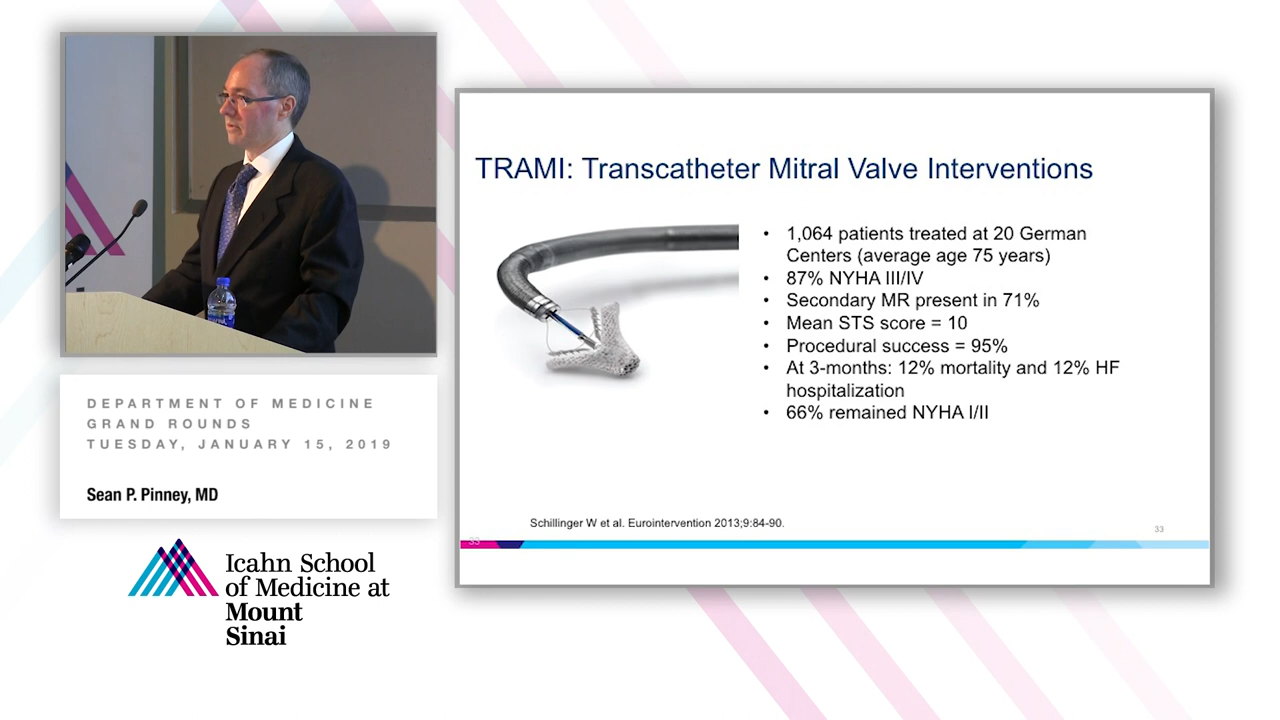 DEPARTMENT OF MEDICINE
GRAND ROUNDS
TUESDAY, JANUARY 15, 2019
Sean P. Pinney, MD
Icahn School
of Medicine at
Mount
Sinai
TRAMI: Transcatheter Mitral Valve Interventions
• 1,064 patients treated at 20 German
Centers (average age 75 years)
• 87% NYHA III/IV
• Secondary MR present in 71%
• Mean STS score = 10
• Procedural success = 95%
• At 3-months: 12% mortality and 12% HF
hospitalization
• 66% remained NYHA I/II
Schillinger W et al. Eurointervention 2013;9:84-90.
33
33